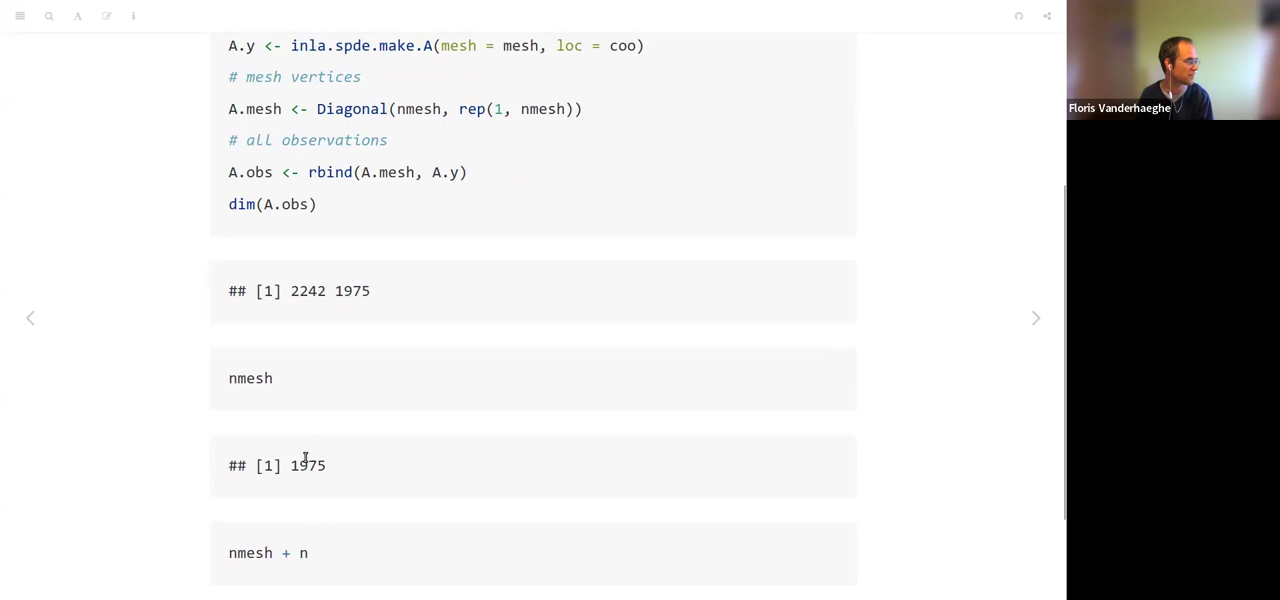 A.y <- inla.spde.make.A(mesh = mesh, loc = coo)
# mesh vertices
A.mesh <- Diagonal(nmesh, rep(1, nmesh))
# all observations
A.obs <- rbind(A.mesh, A.y)
dim(A.obs)
## [1] 2242 1975
nmesh
## [1] 1975
nmesh + n
Floris Vanderhaeghe